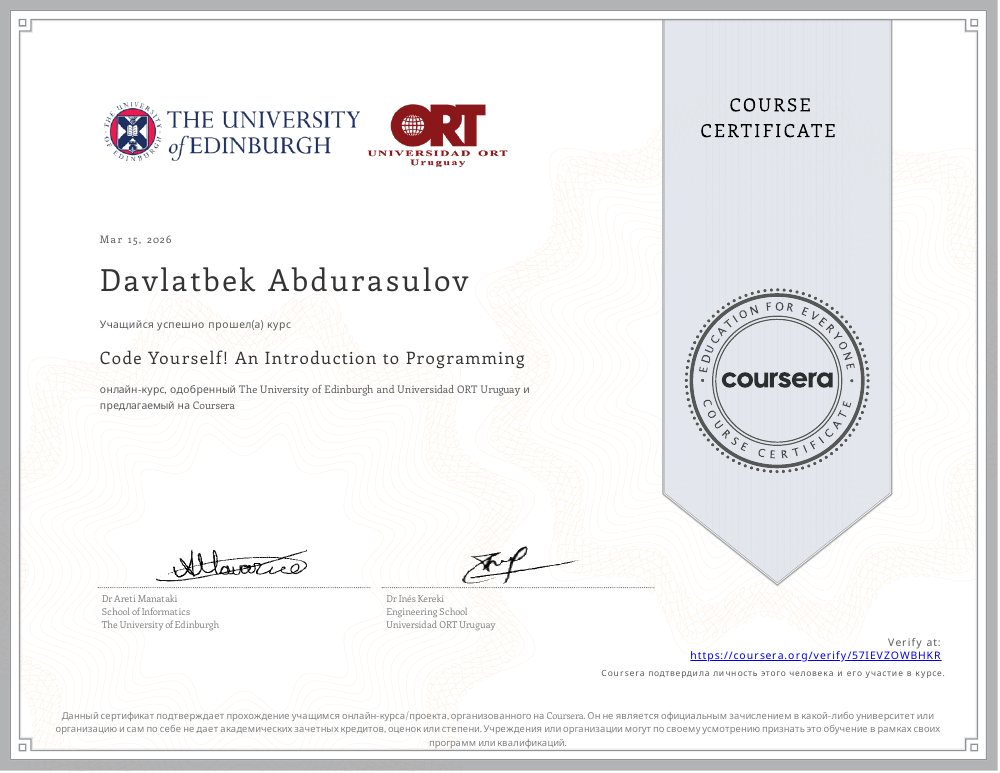 THE UNIVERSITY
of EDINBURGH
THE UNIVERSITY
OF EDINBURGH
ORT
UNIVERSIDAD ORT
Uruguay
COURSE
CERTIFICATE
Mar 15, 2026
Davlatbek Abdurasulov
Учащийся успешно прошел(а) курс
Code Yourself! An Introduction to Programming
онлайн-курс, одобренный The University of Edinburgh and Universidad ORT Uruguay и
предлагаемый на Coursera
EDUCATION FOR EVERYONE
coursera
COURSE CERTIFICATE
Dr Areti Manataki
School of Informatics
The University of Edinburgh
Dr Inés Kereki
Engineering School
Universidad ORT Uruguay
Verify at:
https://coursera.org/verify/57IEVZOWBHKR
Coursera подтвердила личность этого человека и его участие в курсе.
Данный сертификат подтверждает прохождение учащимся онлайн-курса/проекта, организованного на Coursera. Он не является официальным зачислением в какой-либо университет или
организацию и сам по себе не дает академических зачетных кредитов, оценок или степени. Учреждения или организации могут по своему усмотрению признать это обучение в рамках своих
программ или квалификаций.